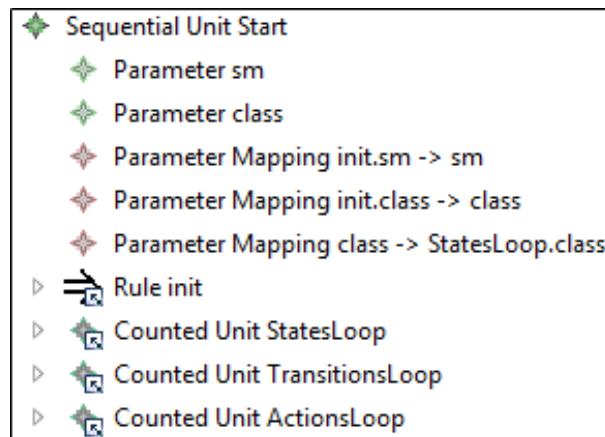 Sequential Unit Start
Parameter sm
Parameter class
Parameter Mapping init.sm -> sm
Parameter Mapping init.class -> class
Parameter Mapping class -> StatesLoop.class
Rule init
Counted Unit StatesLoop
Counted Unit TransitionsLoop
Counted Unit ActionsLoop